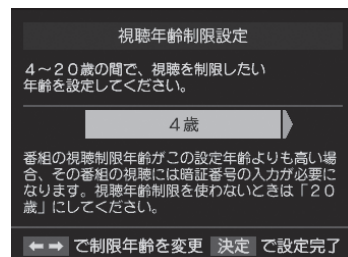 視聴年齢制限設定
４～２０歳の間で、視聴を制限したい
年齢を設定してください。
４歳
番組の視聴制限年齢がこの設定年齢よりも高い場
合、その番組の視聴には暗証番号の入力が必要に
なります。視聴年齢制限を使わないときは「２０
歳」にしてください。
←→ で制限年齢を変更 決定 で設定完了